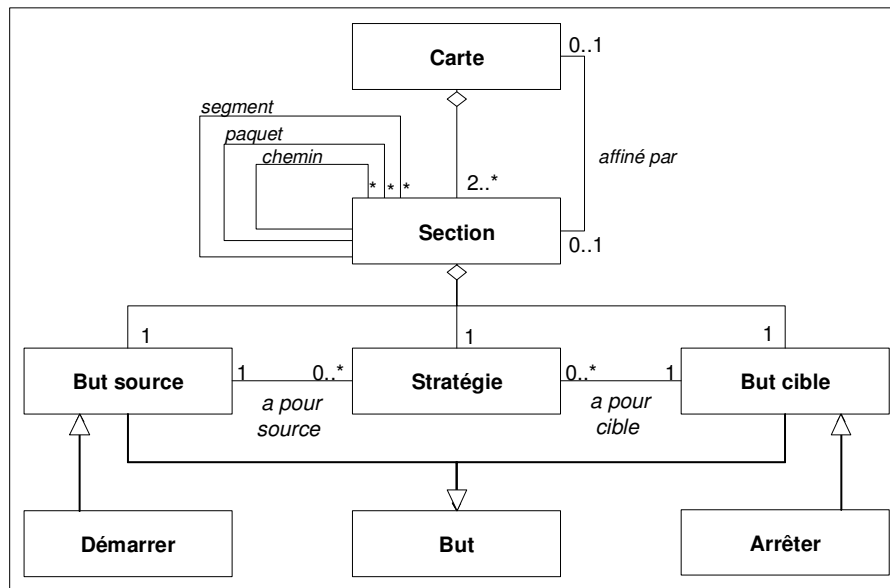 Carte
0..1
segment
paquet
chemin
affiné par
* * *
2..*
Section
0..1
1
1
1
But source
1
0..*
Stratégie
0..*
1
But cible
a pour
source
a pour
cible
Démarrer
But
Arrêter